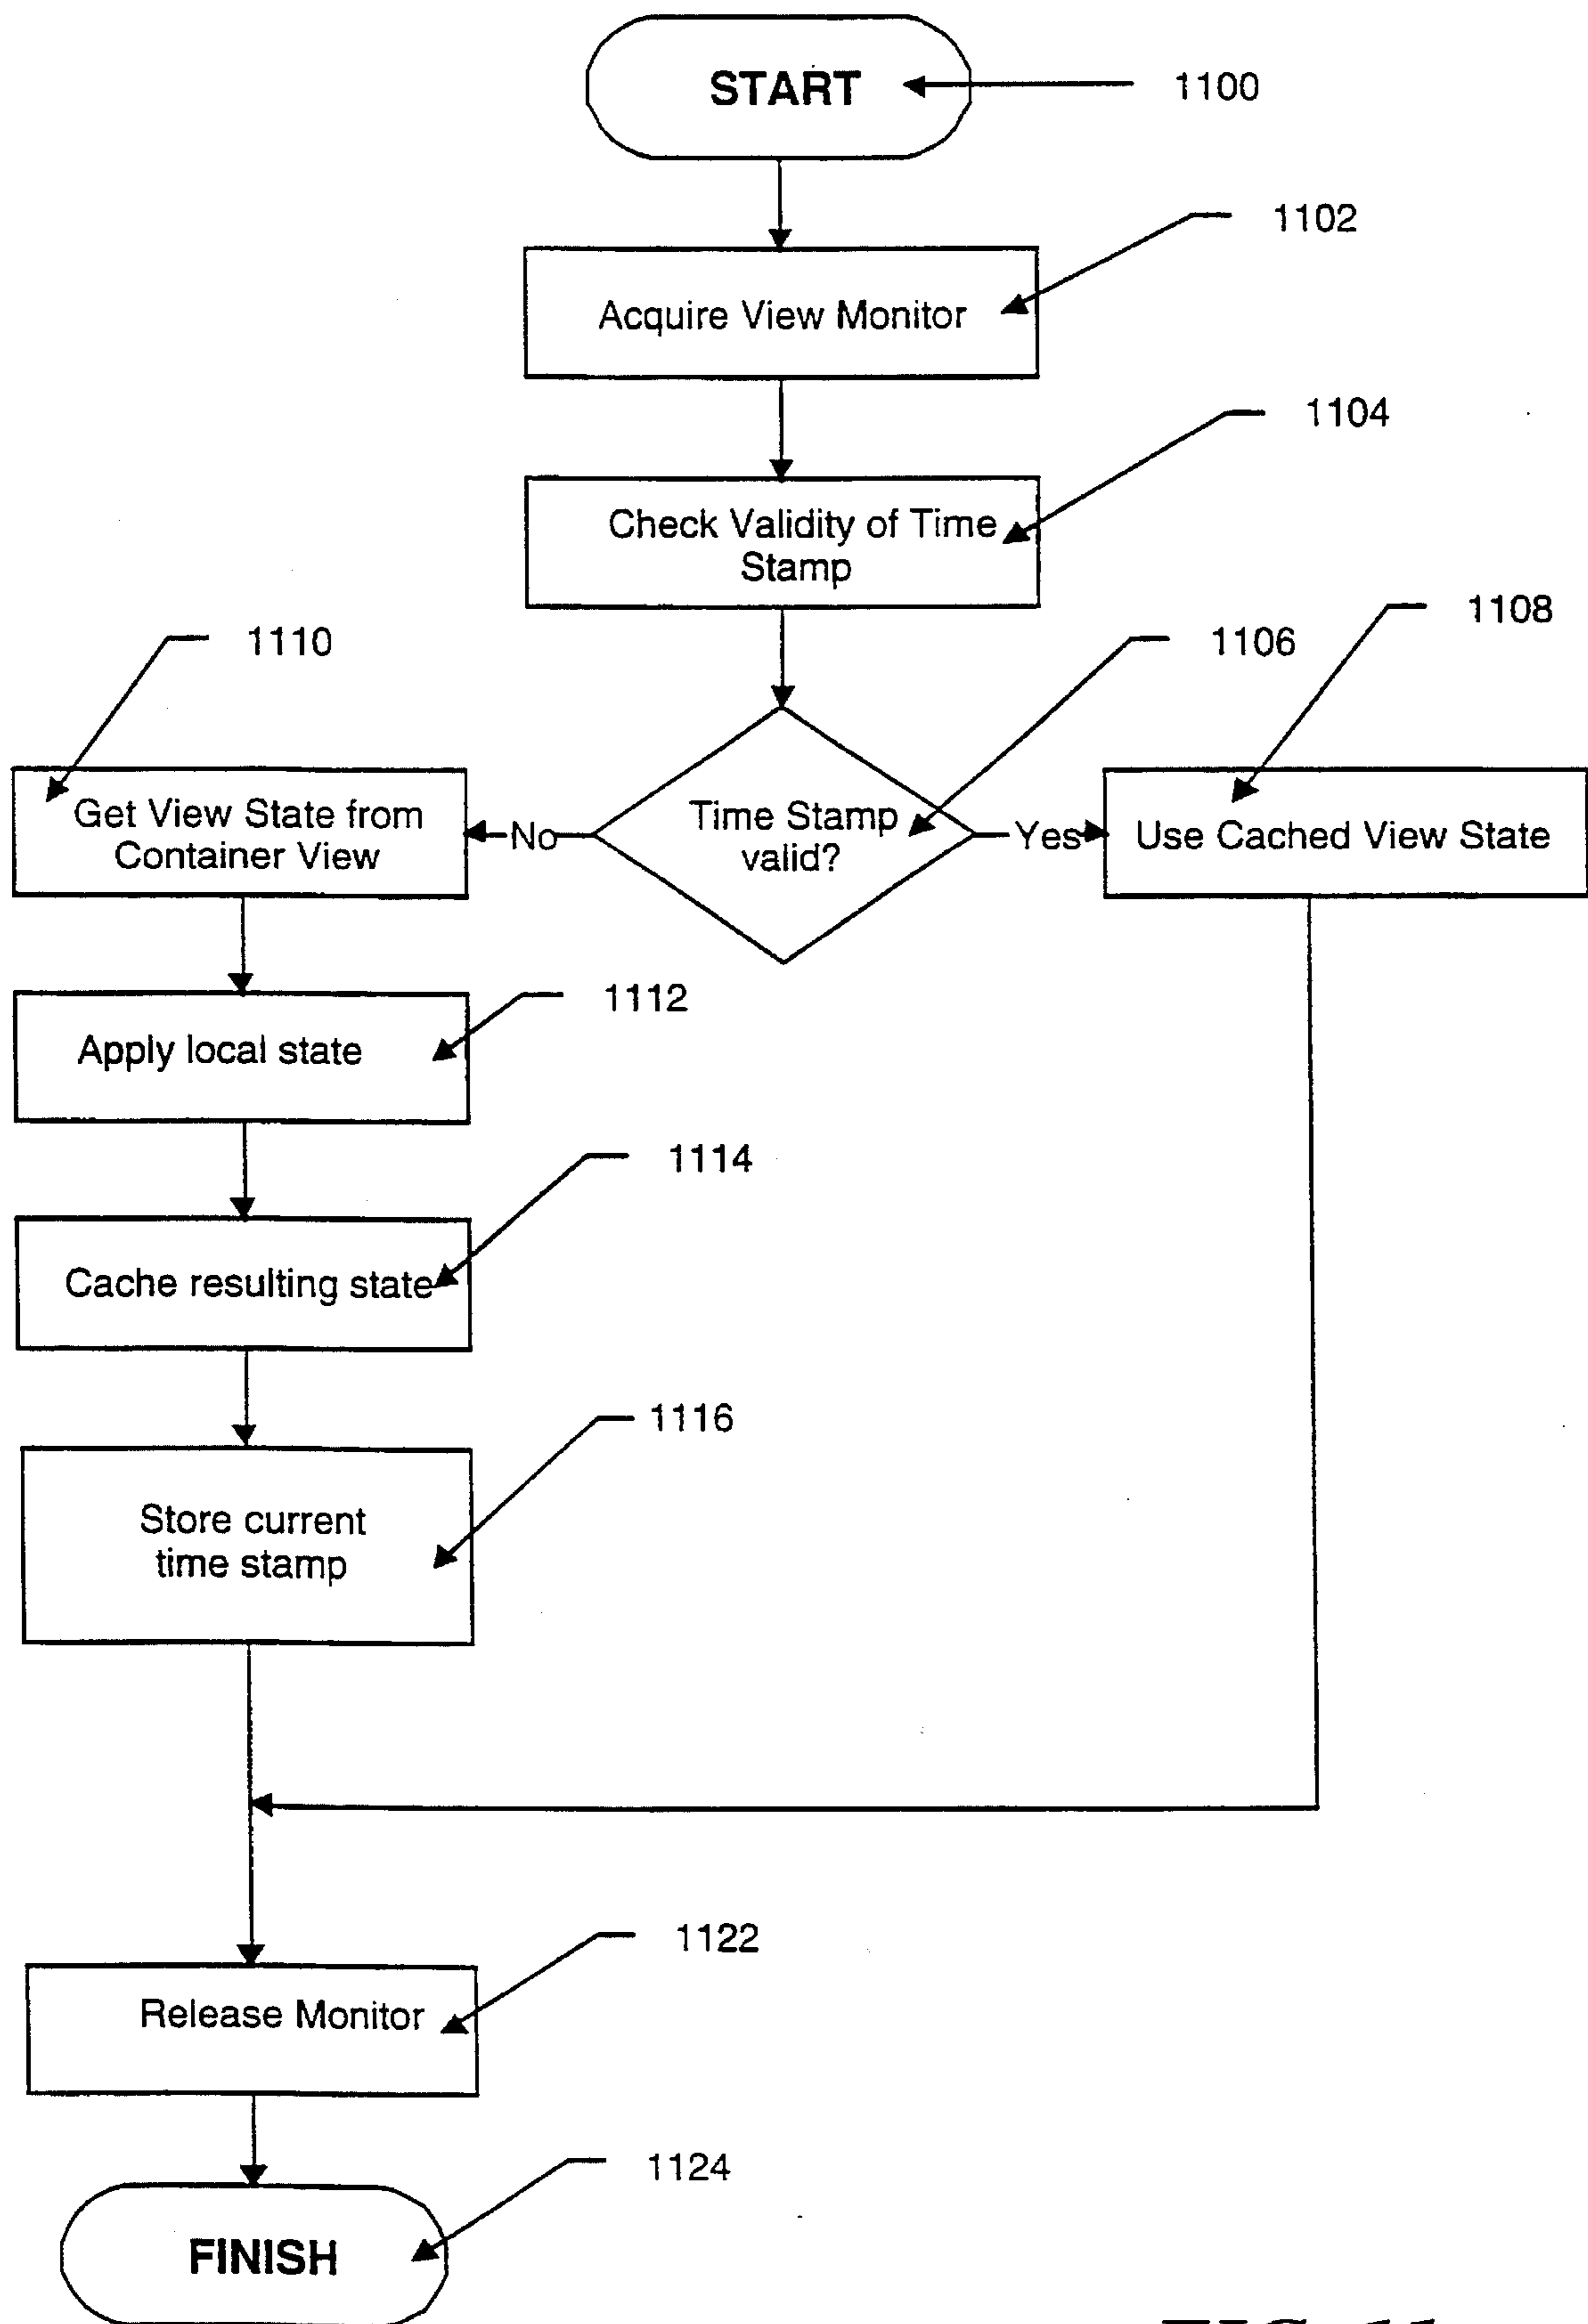 START
1100
1102
Acquire View Monitor
1104
Check Validity of Time
Stamp
1108
1110
1106
Get View State from
Container View
No
Time Stamp
valid?
Yes
Use Cached View State
1112
Apply local state
1114
Cache resulting state
1116
Store current
time stamp
1122
Release Monitor
1124
FINISH